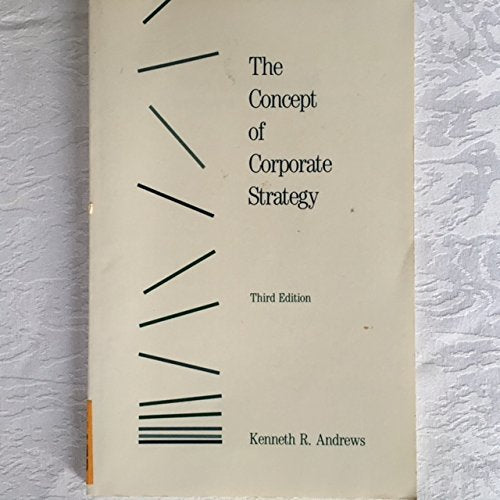 The
Concept
of
Corporate
Strategy
Third Edition
Kenneth R. Andrews